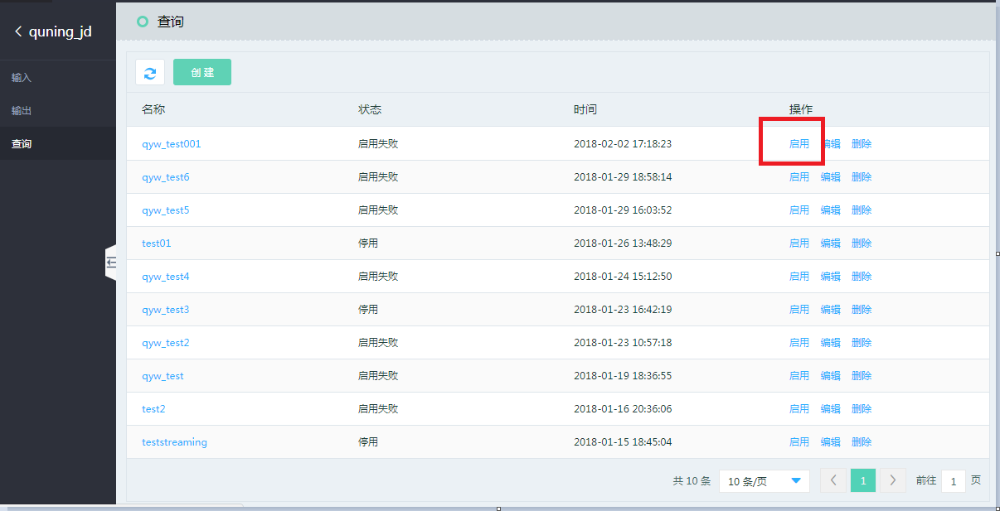 quning_jd
输入
输出
查询
查询
创建
名称 状态 时间 操作
qyw_test001 启用失败 2018-02-02 17:18:23 启用 编辑 删除
qyw_test6 启用失败 2018-01-29 18:58:14 启用 编辑 删除
qyw_test5 启用失败 2018-01-29 16:03:52 启用 编辑 删除
test01 停用 2018-01-26 13:48:29 启用 编辑 删除
qyw_test4 启用失败 2018-01-24 15:12:50 启用 编辑 删除
qyw_test3 停用 2018-01-23 16:42:19 启用 编辑 删除
qyw_test2 启用失败 2018-01-23 10:57:18 启用 编辑 删除
qyw_test 启用失败 2018-01-19 18:36:55 启用 编辑 删除
test2 启用失败 2018-01-16 20:36:06 启用 编辑 删除
teststreaming 停用 2018-01-15 18:45:04 启用 编辑 删除
共 10 条 10 条/页 1 前往 1 页